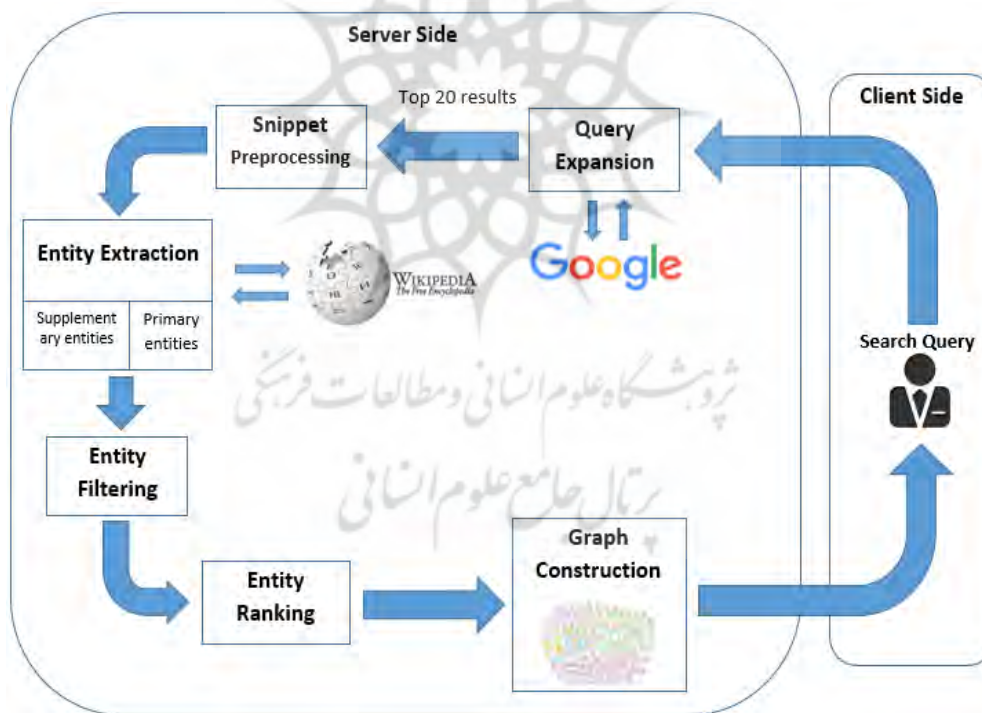 Server Side
Client Side
Top 20 results
Query
Expansion
Snippet
Preprocessing
Google
Entity Extraction
Supplement
ary entities
Primary
entities
WIKIPEDIA
The Free Encyclopedia
Search Query
پژوهشگاه علوم انسانی و مطالعات فرهنگی
پرتال جامع علوم انسانی
Entity
Filtering
Entity
Ranking
Graph
Construction